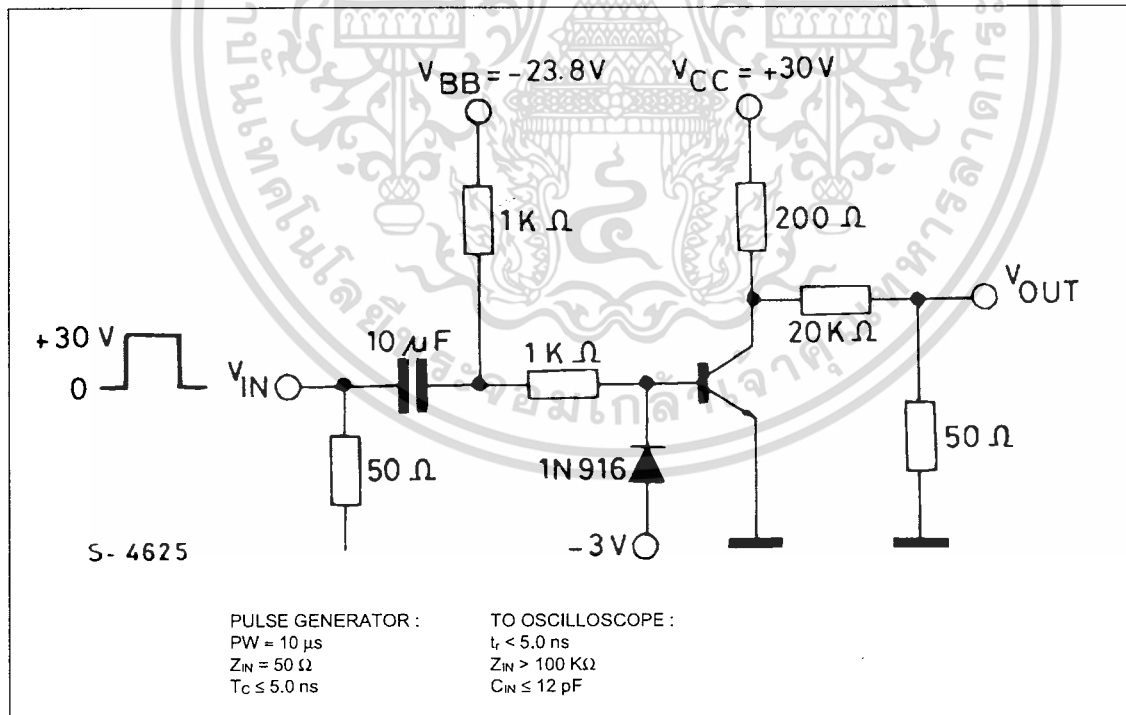 V_BB = -23.8V
V_CC = +30V
1K Ω
200 Ω
V_OUT
20KΩ
+30 V
0
10 μF
1K Ω
V_IN
50 Ω
1N916
50 Ω
-3V
S- 4625
PULSE GENERATOR :
PW = 10 μs
Z_IN = 50 Ω
T_C ≤ 5.0 ns
TO OSCILLOSCOPE :
t_r < 5.0 ns
Z_IN > 100 KΩ
C_IN ≤ 12 pF